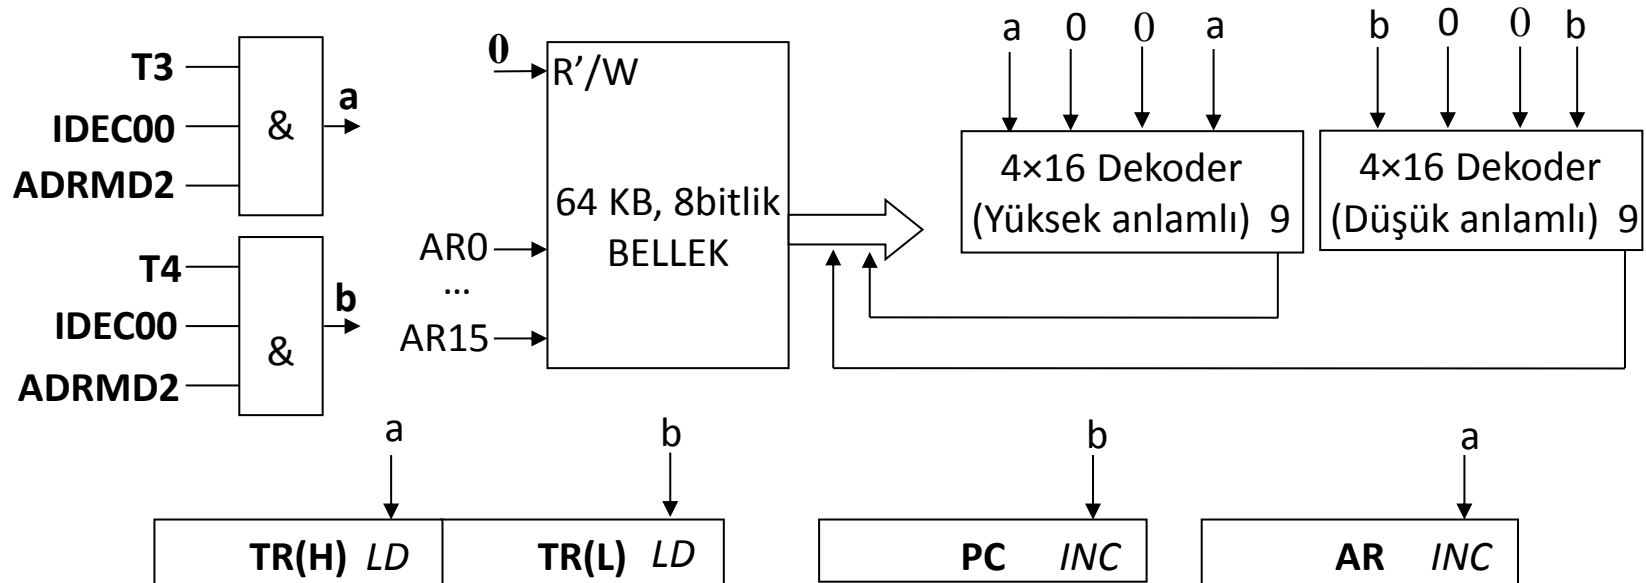 T3
IDEC00
ADRMD2
&
a
T4
IDEC00
ADRMD2
&
b
0
R'/W
64 KB, 8bitlik
BELLEK
AR0
...
AR15
a 0 0 a
4×16 Dekoder
(Yüksek anlamlı) 9
b 0 0 b
4×16 Dekoder
(Düşük anlamlı) 9
a
TR(H) LD
b
TR(L) LD
b
PC INC
a
AR INC